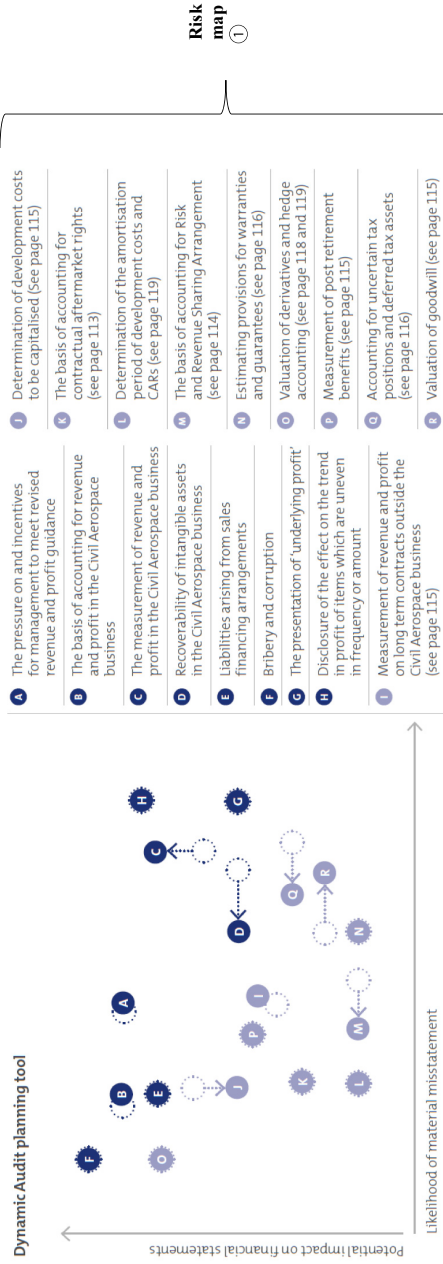 Dynamic Audit planning tool
Potential impact on financial statements
F
B
A
H
O
E
C
J
P
I
D
G
K
Q
L
M
N
R
Likelihood of material misstatement
A The pressure on and incentives
for management to meet revised
revenue and profit guidance
B The basis of accounting for revenue
and profit in the Civil Aerospace
business
C The measurement of revenue and
profit in the Civil Aerospace business
D Recoverability of intangible assets
in the Civil Aerospace business
E Liabilities arising from sales
financing arrangements
F Bribery and corruption
G The presentation of ‘underlying profit’
H Disclosure of the effect on the trend
in profit of items which are uneven
in frequency or amount
I Measurement of revenue and profit
on long term contracts outside the
Civil Aerospace business
(see page 115)
J Determination of development costs
to be capitalised (See page 115)
K The basis of accounting for
contractual aftermarket rights
(see page 113)
L Determination of the amortisation
period of development costs and
CARs (see page 119)
M The basis of accounting for Risk
and Revenue Sharing Arrangement
(see page 114)
N Estimating provisions for warranties
and guarantees (see page 116)
O Valuation of derivatives and hedge
accounting (see page 118 and 119)
P Measurement of post retirement
benefits (see page 115)
Q Accounting for uncertain tax
positions and deferred tax assets
(see page 116)
R Valuation of goodwill (see page 115)
Risk
map
①